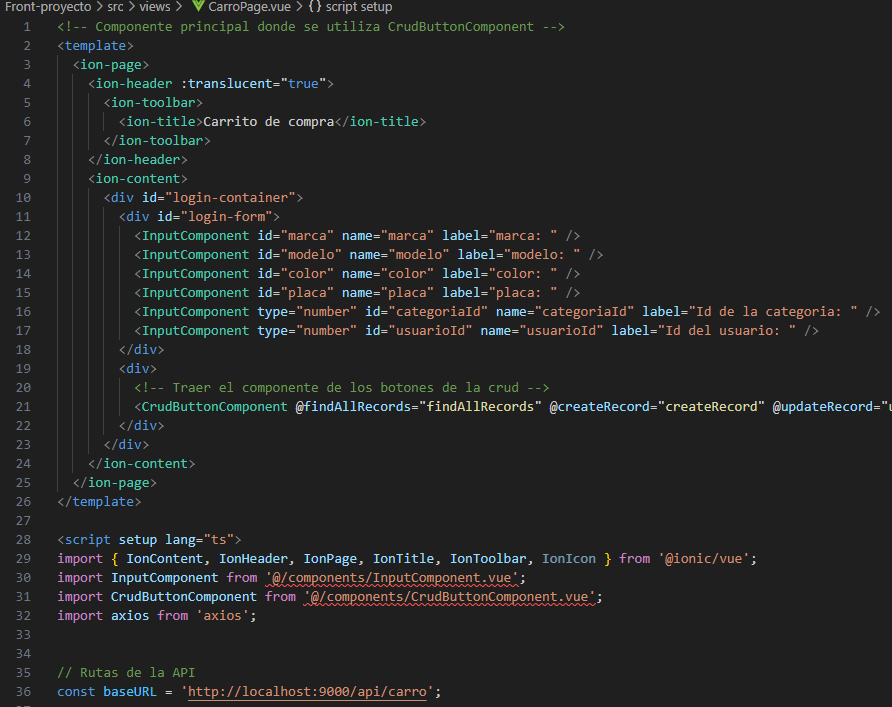 Front-proyecto > src > views > CarroPage.vue > {} script setup
1 <!-- Componente principal donde se utiliza CrudButtonComponent -->
2 <template>
3 <ion-page>
4 <ion-header :translucent="true">
5 <ion-toolbar>
6 <ion-title>Carrito de compra</ion-title>
7 </ion-toolbar>
8 </ion-header>
9 <ion-content>
10 <div id="login-container">
11 <div id="login-form">
12 <InputComponent id="marca" name="marca" label="marca: " />
13 <InputComponent id="modelo" name="modelo" label="modelo: " />
14 <InputComponent id="color" name="color" label="color: " />
15 <InputComponent id="placa" name="placa" label="placa: " />
16 <InputComponent type="number" id="categoriaId" name="categoriaId" label="Id de la categoria: " />
17 <InputComponent type="number" id="usuarioId" name="usuarioId" label="Id del usuario: " />
18 </div>
19 <div>
20 <!-- Traer el componente de los botones de la crud -->
21 <CrudButtonComponent @findAllRecords="findAllRecords" @createRecord="createRecord" @updateRecord="u
22 </div>
23 </div>
24 </ion-content>
25 </ion-page>
26 </template>
27
28 <script setup lang="ts">
29 import { IonContent, IonHeader, IonPage, IonTitle, IonToolbar, IonIcon } from '@ionic/vue';
30 import InputComponent from '@/components/InputComponent.vue';
31 import CrudButtonComponent from '@/components/CrudButtonComponent.vue';
32 import axios from 'axios';
33
34
35 // Rutas de la API
36 const baseURL = 'http://localhost:9000/api/carro';